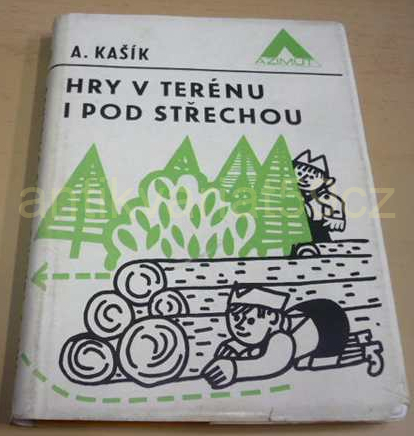 A. KAŠÍK
AZIMUT
HRY V TERÉNU
I POD STŘECHOU